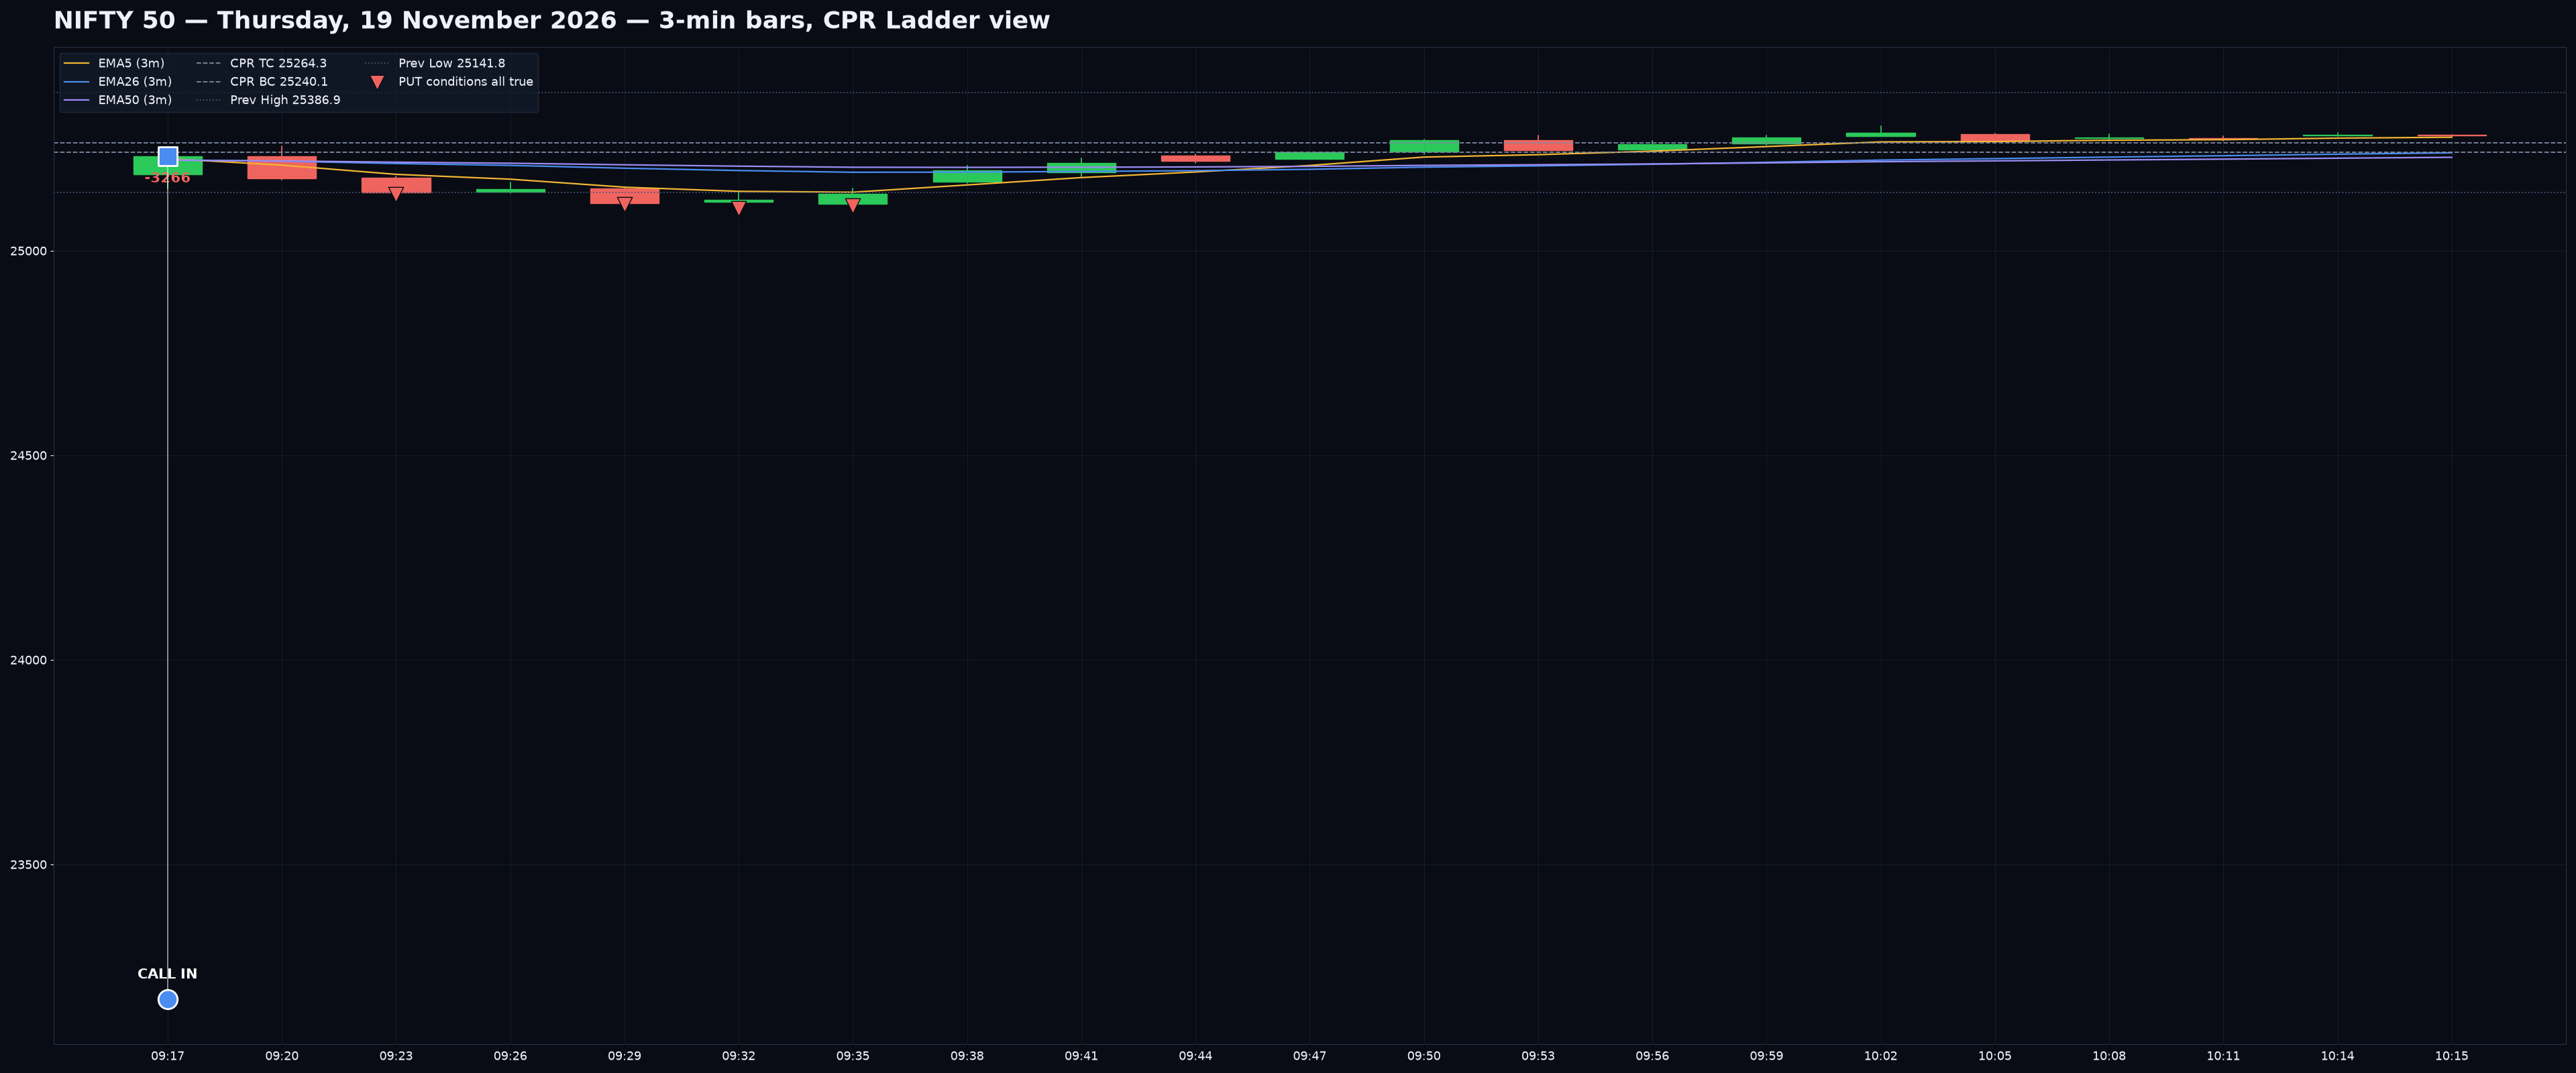 NIFTY 50 — Thursday, 19 November 2026 — 3-min bars, CPR Ladder view
EMA5 (3m)
EMA26 (3m)
EMA50 (3m)
CPR TC 25264.3
CPR BC 25240.1
Prev High 25386.9
Prev Low 25141.8
PUT conditions all true
-3266
25000
24500
24000
23500
CALL IN
09:17 09:20 09:23 09:26 09:29 09:32 09:35 09:38 09:41 09:44 09:47 09:50 09:53 09:56 09:59 10:02 10:05 10:08 10:11 10:14 10:15